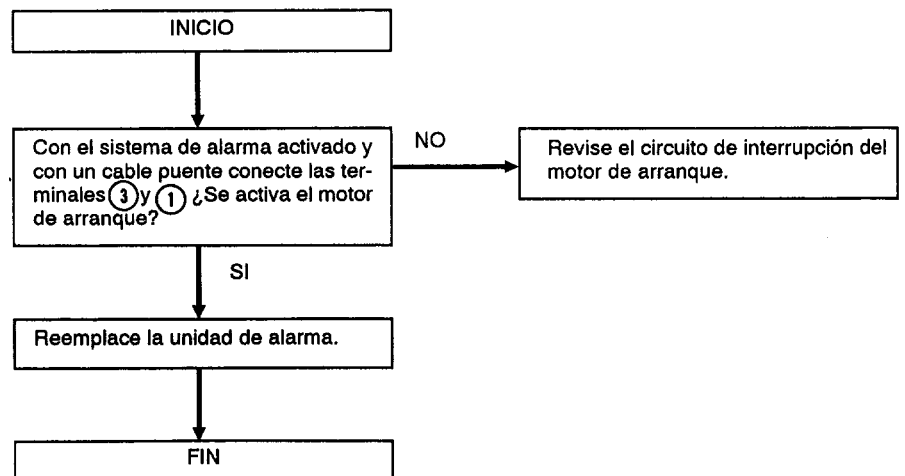 INICIO
Con el sistema de alarma activado y
con un cable puente conecte las ter-
minales ③ y ① ¿Se activa el motor
de arranque?
NO
Revise el circuito de interrupción del
motor de arranque.
SI
Reemplace la unidad de alarma.
FIN